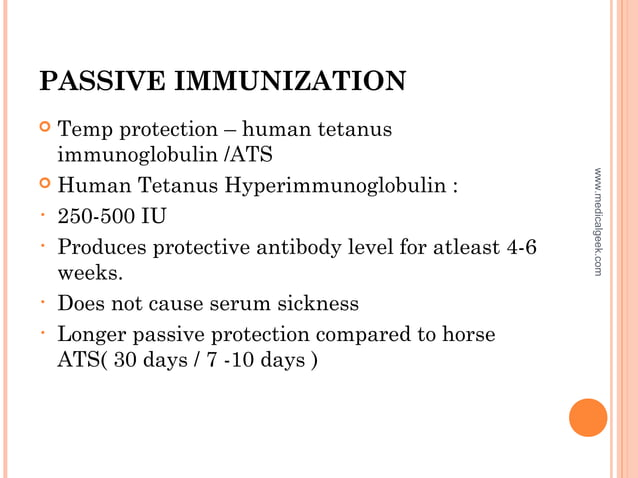 PASSIVE IMMUNIZATION
Temp protection – human tetanus
immunoglobulin /ATS
Human Tetanus Hyperimmunoglobulin :
250-500 IU
Produces protective antibody level for atleast 4-6
weeks.
Does not cause serum sickness
Longer passive protection compared to horse
ATS( 30 days / 7 -10 days )
www.medicalgeek.com